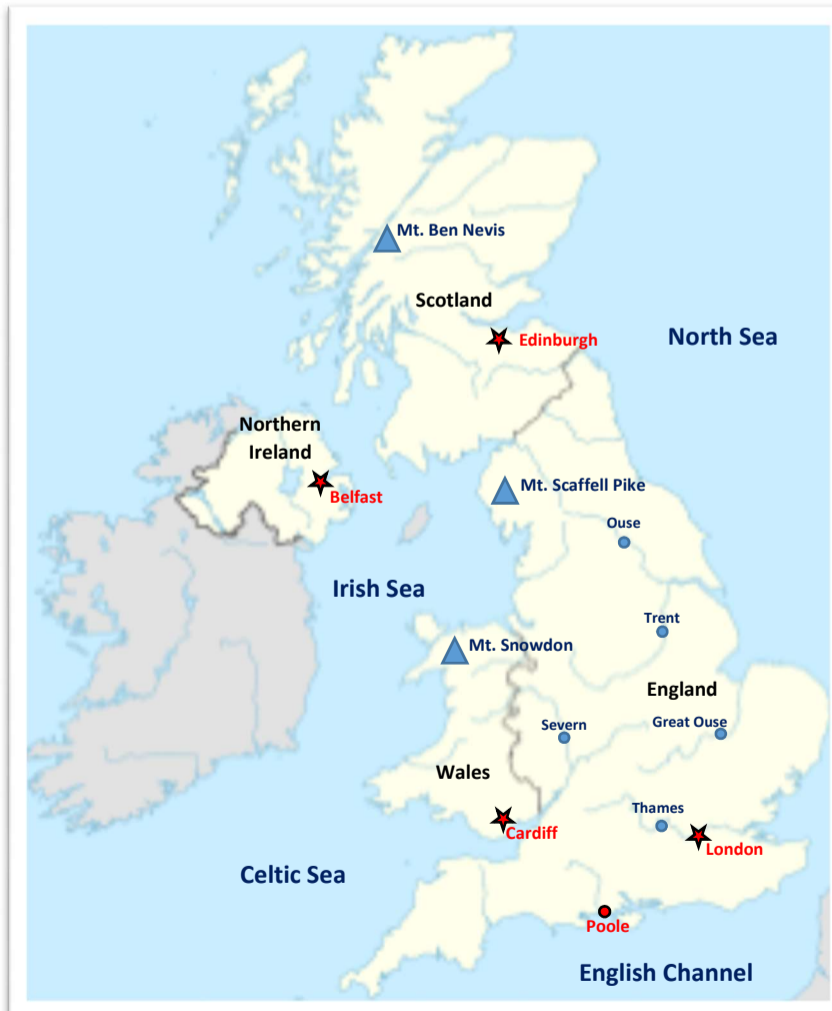 Mt. Ben Nevis
Scotland
North Sea
Edinburgh
Northern
Ireland
Belfast
Mt. Scaffell Pike
Ouse
Irish Sea
Trent
Mt. Snowdon
England
Severn
Great Ouse
Wales
Thames
Cardiff
London
Celtic Sea
Poole
English Channel